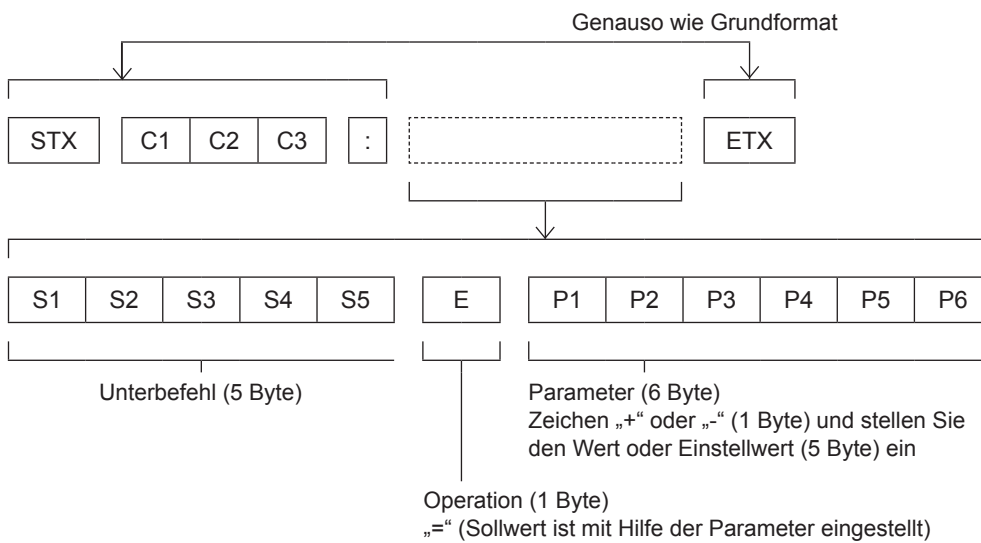 Genauso wie Grundformat
STX C1 C2 C3 : ETX
S1 S2 S3 S4 S5 E P1 P2 P3 P4 P5 P6
Unterbefehl (5 Byte)
Parameter (6 Byte)
Zeichen „+“ oder „-“ (1 Byte) und stellen Sie
den Wert oder Einstellwert (5 Byte) ein
Operation (1 Byte)
„=“ (Sollwert ist mit Hilfe der Parameter eingestellt)